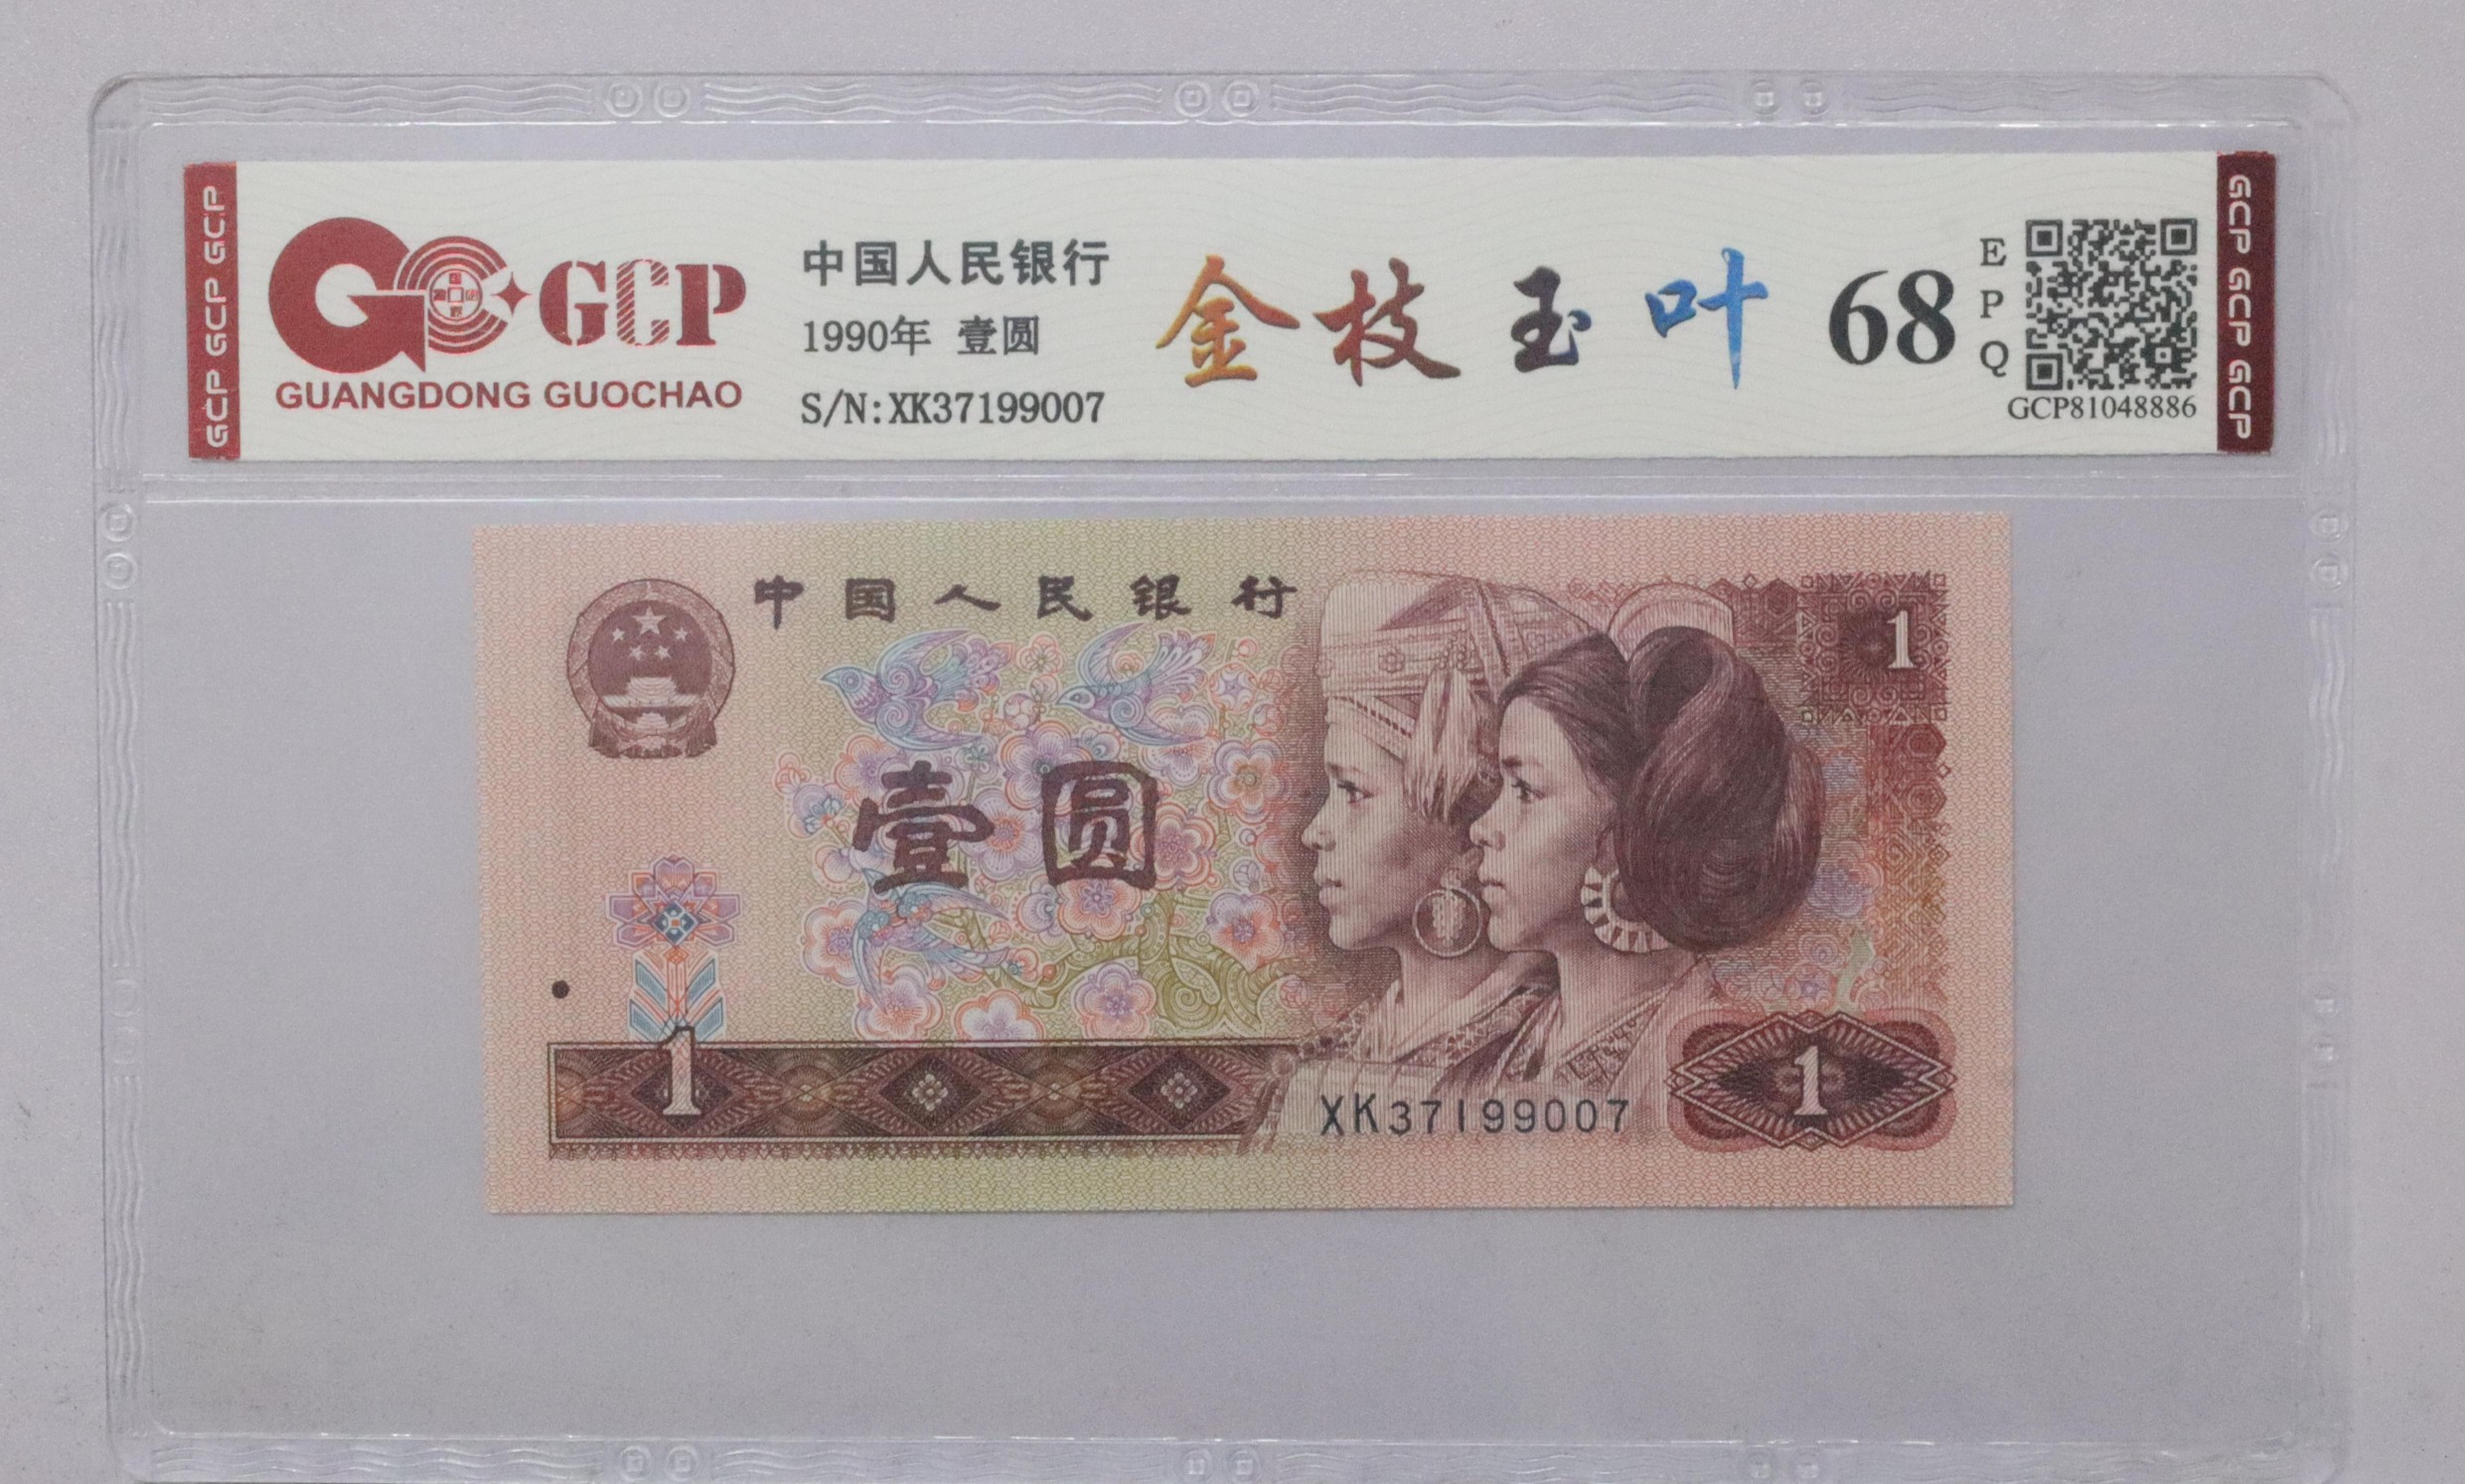 GCP GCP GCP
GCP
GUANGDONG GUOCHAO
中国人民银行
1990年 壹圆
S/N:XK37199007
金枝玉叶
68
EPQ
GCP81048886
GCP GCP GCP
中国人民银行
1
壹圆
1
XK37199007
1